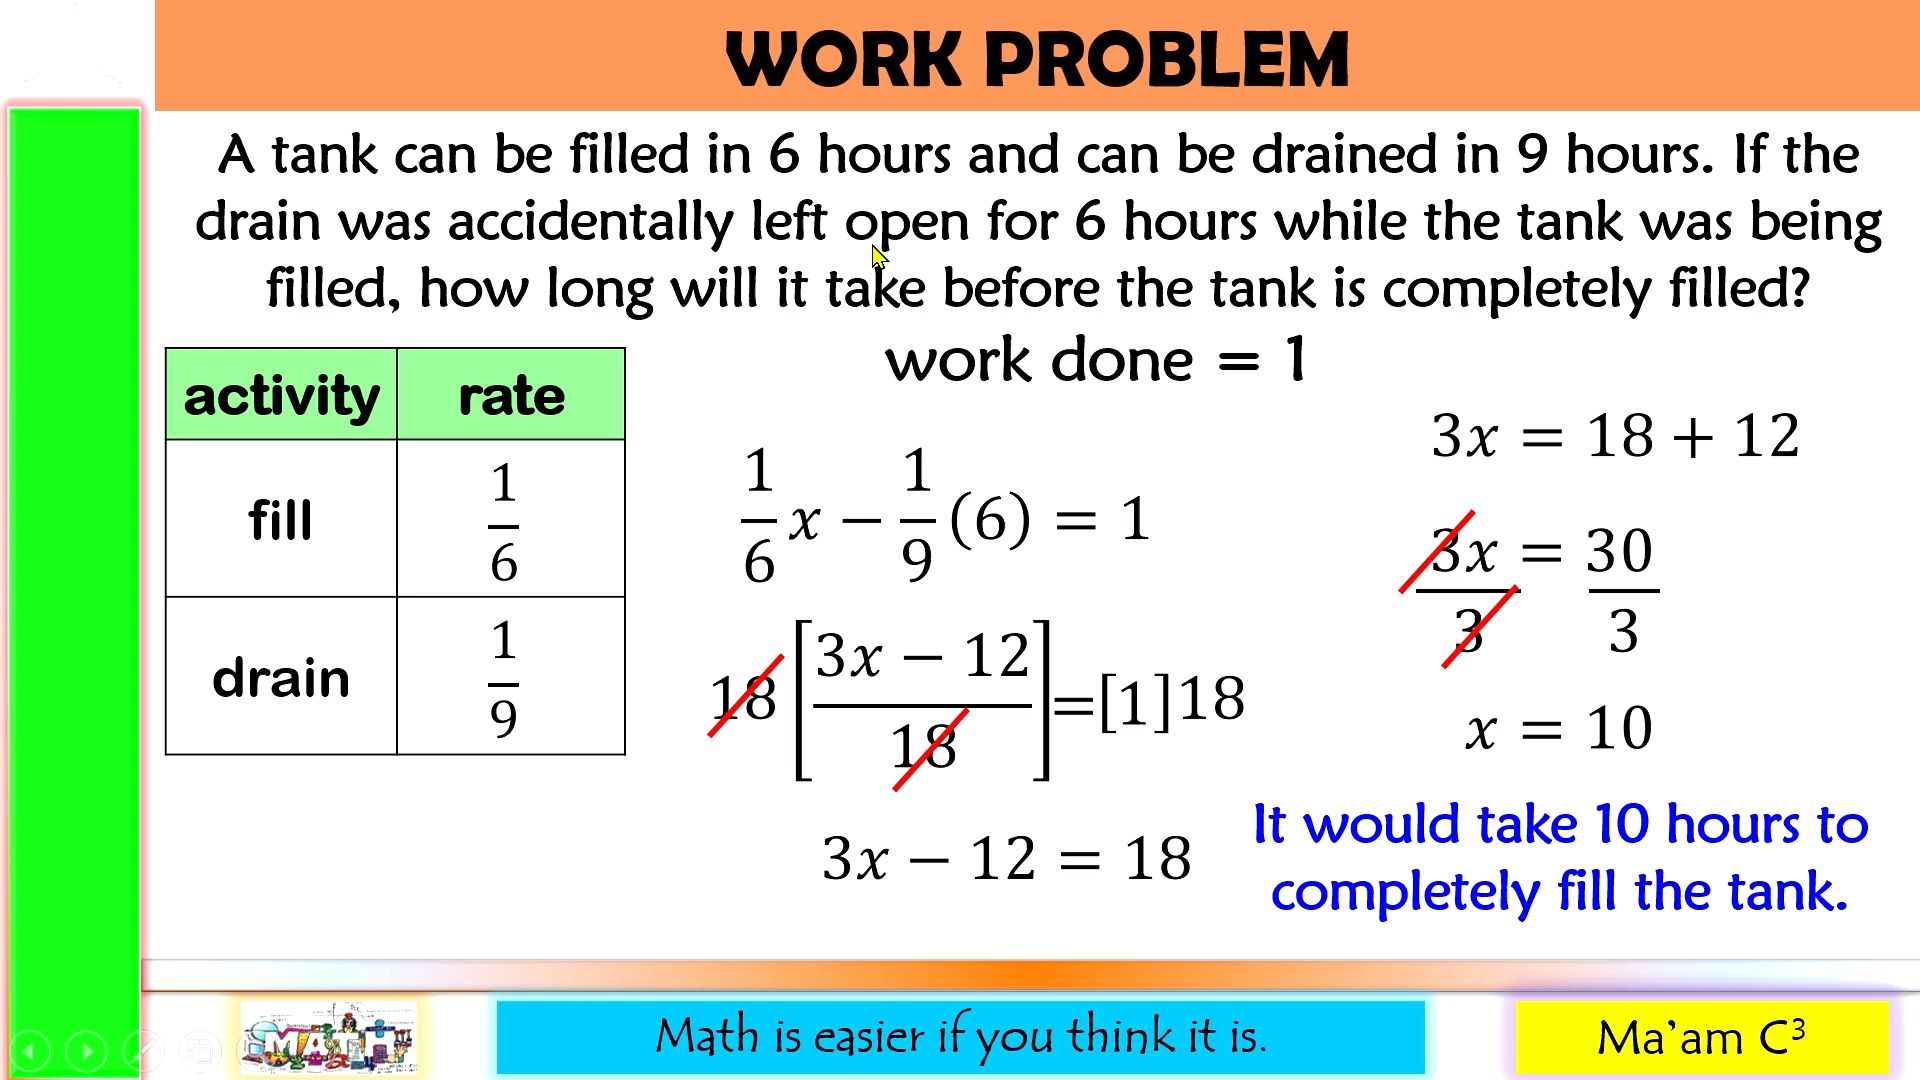 WORK PROBLEM
A tank can be filled in 6 hours and can be drained in 9 hours. If the
drain was accidentally left open for 6 hours while the tank was being
filled, how long will it take before the tank is completely filled?
work done = 1
activity rate
fill 1/6
drain 1/9
1/6 x − 1/9 (6) = 1
18 [3x − 12 / 18] = [1] 18
3x − 12 = 18
3x = 18 + 12
3x / 3 = 30 / 3
x = 10
It would take 10 hours to
completely fill the tank.
MATH
Math is easier if you think it is.
Ma'am C³